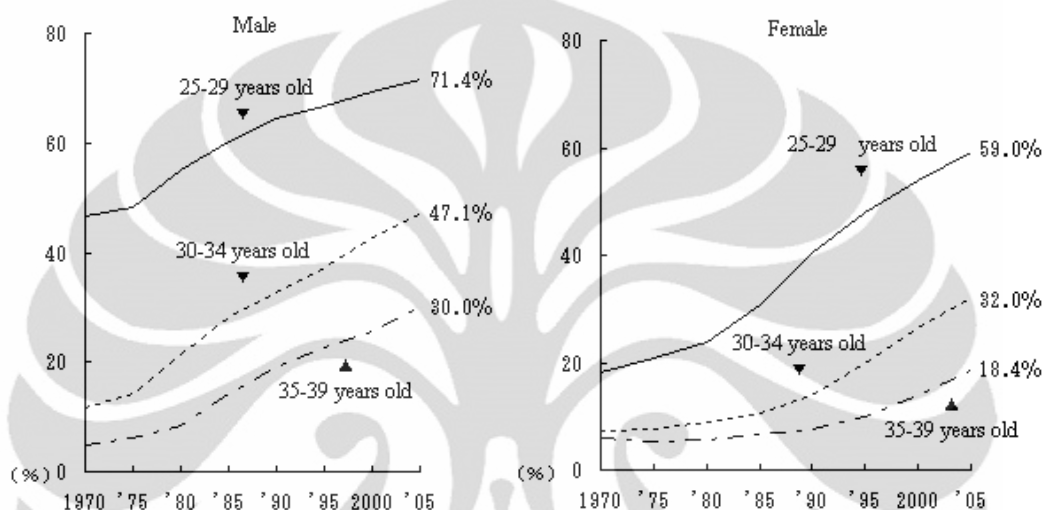 Male
80
60
40
20
0
(%)
25-29 years old
71.4%
30-34 years old
47.1%
30.0%
35-39 years old
1970 '75 '80 '85 '90 '95 2000 '05
Female
80
60
40
20
0
(%)
25-29 years old
59.0%
30-34 years old
32.0%
18.4%
35-39 years old
1970 '75 '80 '85 '90 '95 2000 '05